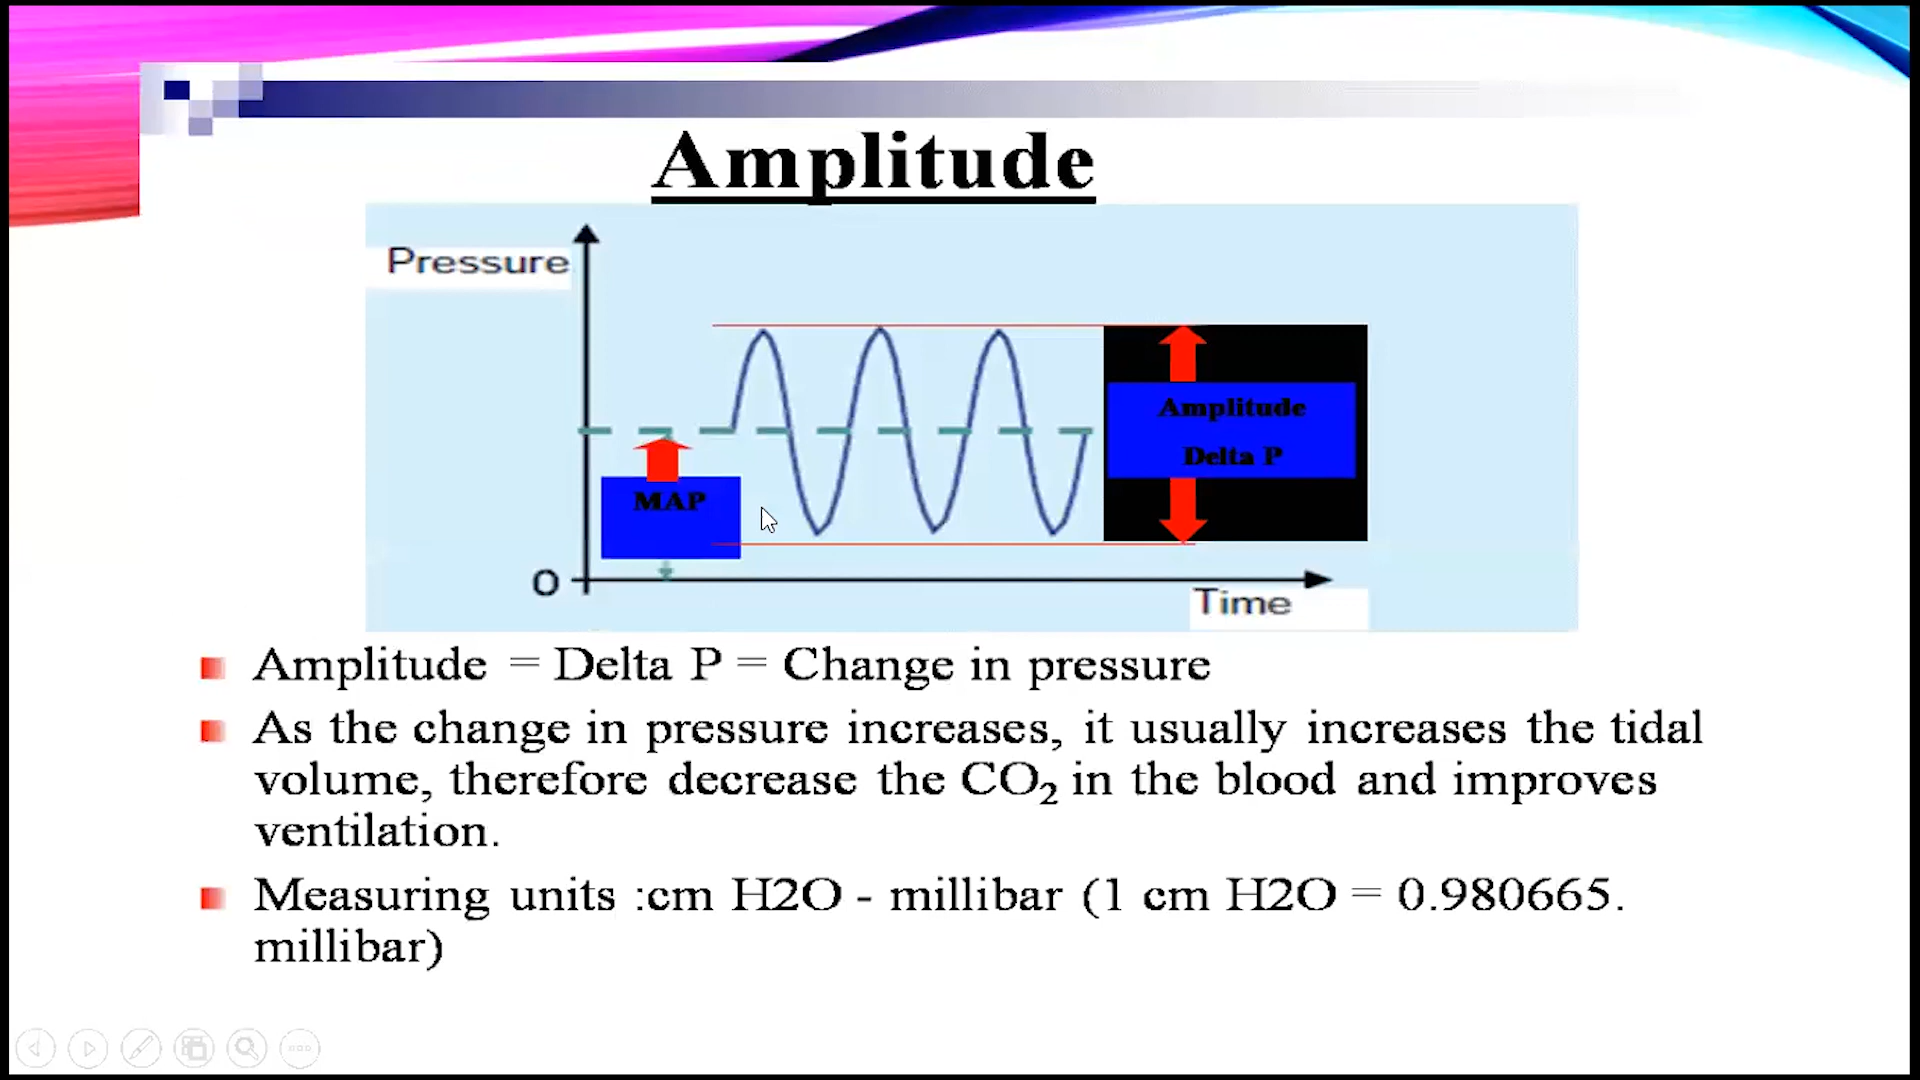 Amplitude
Pressure
Amplitude
Delta P
MAP
0
Time
Amplitude = Delta P = Change in pressure
As the change in pressure increases, it usually increases the tidal
volume, therefore decrease the CO₂ in the blood and improves
ventilation.
Measuring units :cm H2O - millibar (1 cm H2O = 0.980665.
millibar)